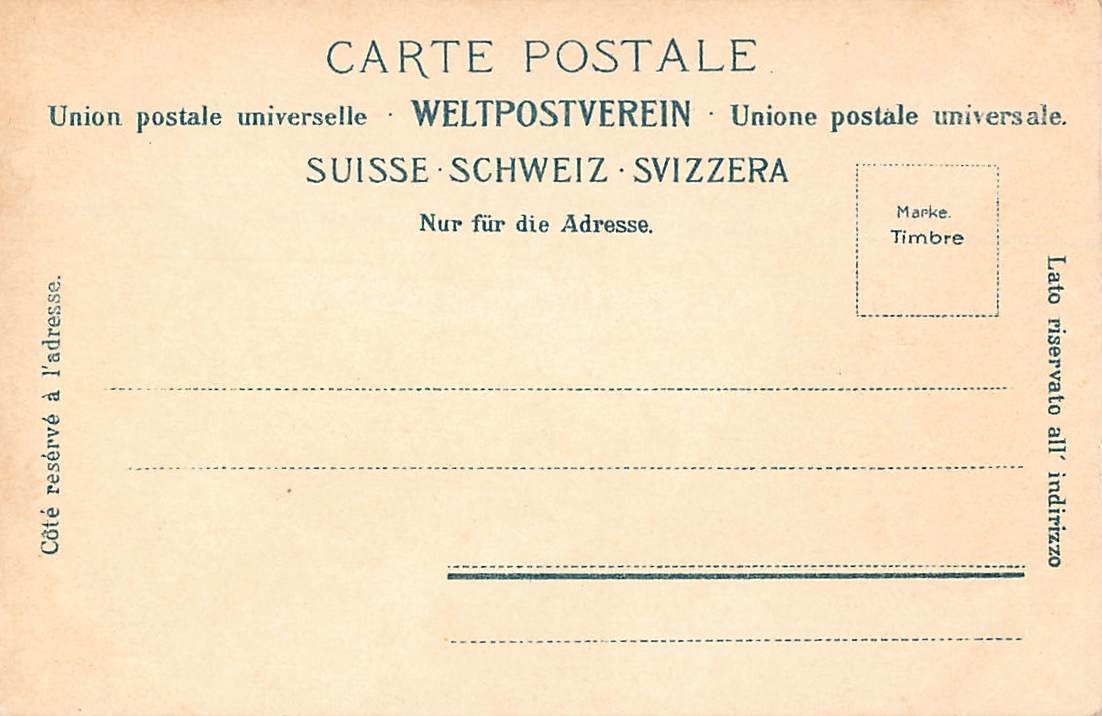 CARTE POSTALE
Union postale universelle · WELTPOSTVEREIN · Unione postale universale.
SUISSE · SCHWEIZ · SVIZZERA
Nur für die Adresse.
Marke.
Timbre
Côté resérvé à l'adresse.
Lato riservato all' indirizzo